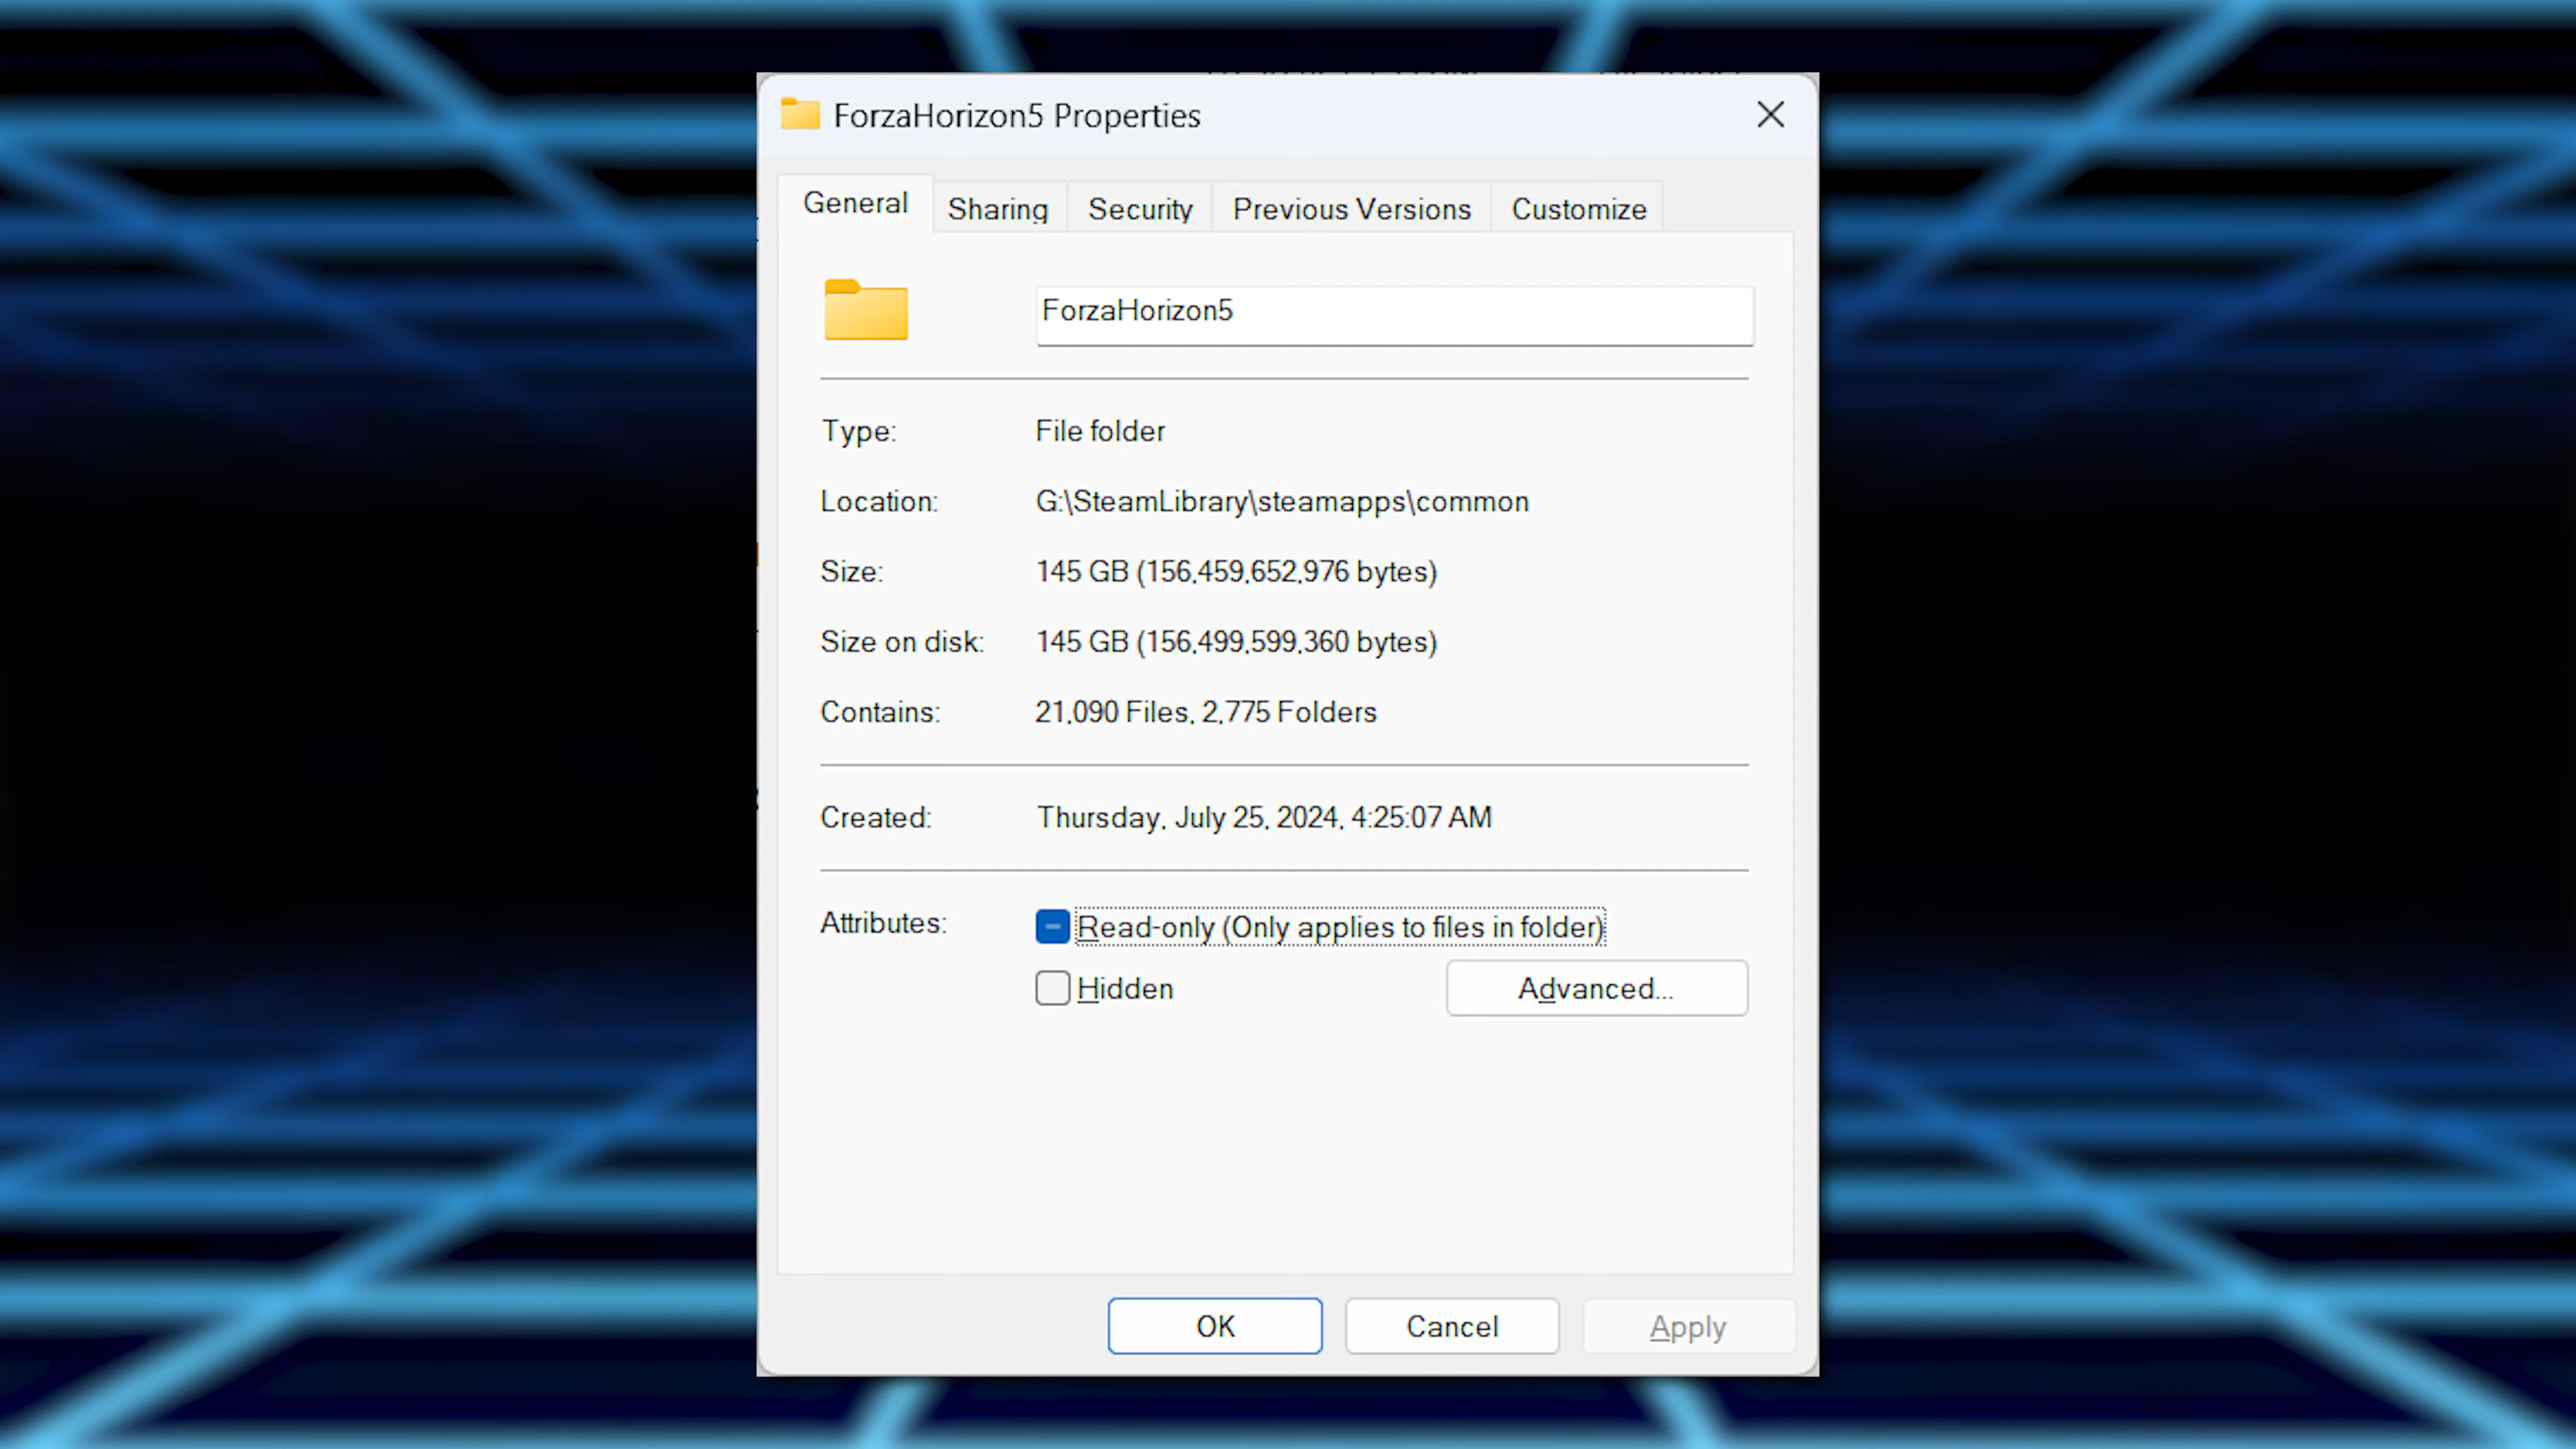 ForzaHorizon5 Properties
General Sharing Security Previous Versions Customize
ForzaHorizon5
Type: File folder
Location: G:\SteamLibrary\steamapps\common
Size: 145 GB (156,459,652,976 bytes)
Size on disk: 145 GB (156,499,599,360 bytes)
Contains: 21,090 Files, 2,775 Folders
Created: Thursday, July 25, 2024, 4:25:07 AM
Attributes: Read-only (Only applies to files in folder)
Hidden Advanced...
OK Cancel Apply